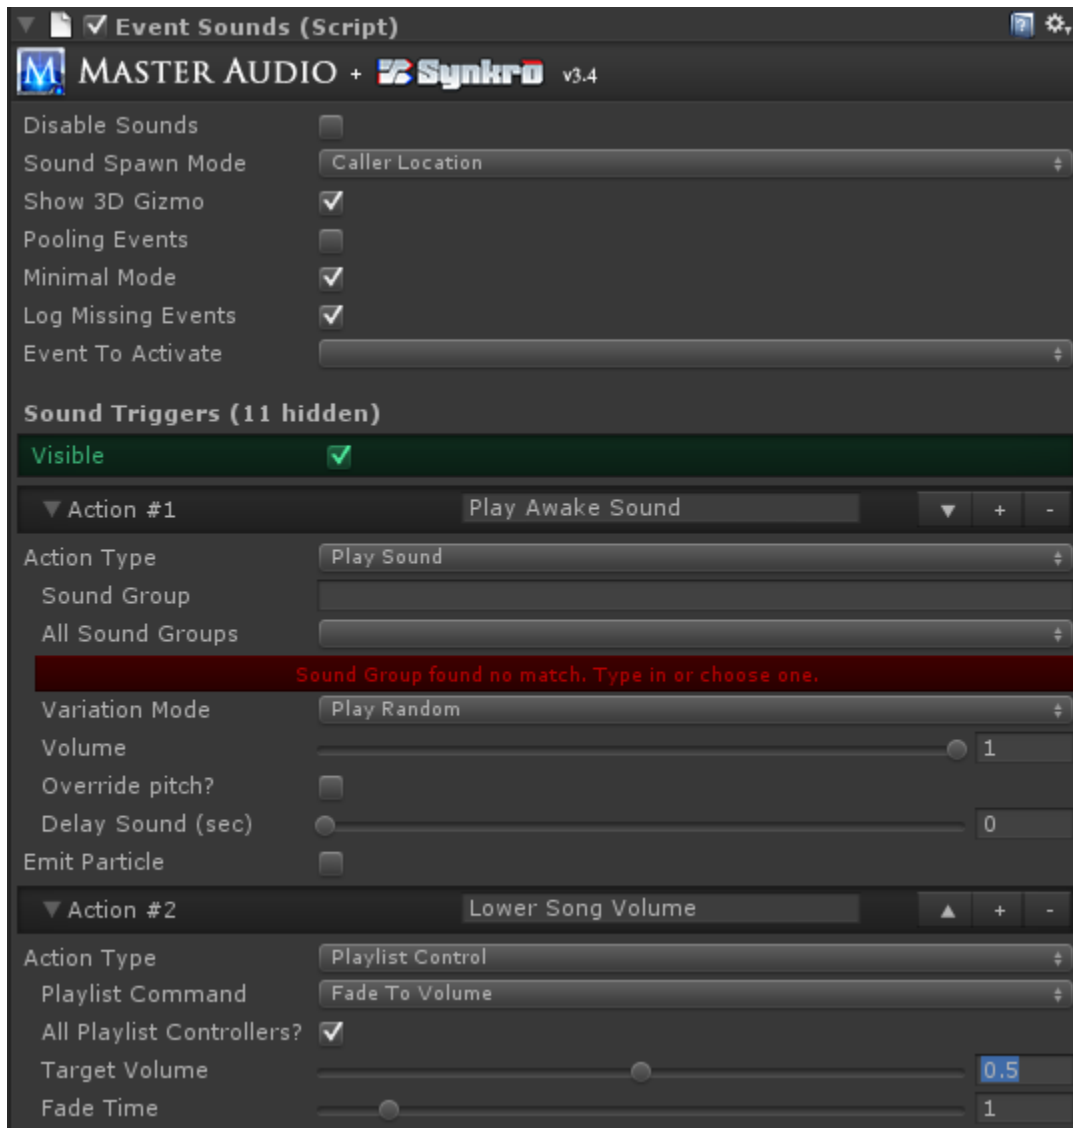 Event Sounds (Script)
M MASTER AUDIO + Synkro v3.4
Disable Sounds
Sound Spawn Mode Caller Location
Show 3D Gizmo
Pooling Events
Minimal Mode
Log Missing Events
Event To Activate
Sound Triggers (11 hidden)
Visible
Action #1 Play Awake Sound + -
Action Type Play Sound
Sound Group
All Sound Groups
Sound Group found no match. Type in or choose one.
Variation Mode Play Random
Volume 1
Override pitch?
Delay Sound (sec) 0
Emit Particle
Action #2 Lower Song Volume + -
Action Type Playlist Control
Playlist Command Fade To Volume
All Playlist Controllers?
Target Volume 0.5
Fade Time 1